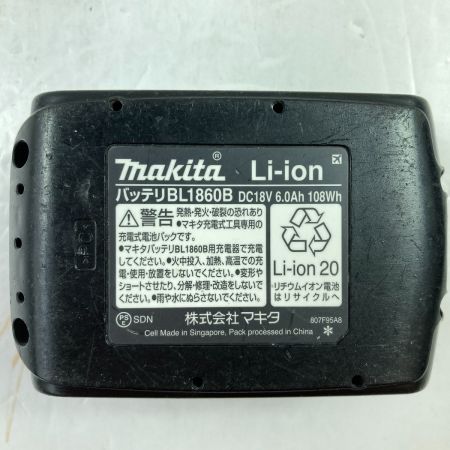 makita® Li-ion
バッテリBL1860B DC18V 6.0Ah 108Wh
警告 発熱・発火・破裂の恐れあり
●マキタ充電式工具専用の
充電式電池パックです。
●マキタバッテリBL1860B用充電器で充電
してください。●火中投入、加熱、高温での充
電・使用・放置をしないでください。●変形や
ショートさせたり、分解・修理・改造をしないで
ください。●雨や水にぬらさないでください。
Li-ion 20
リチウムイオン電池
はリサイクルへ
PSE SDN 株式会社マキタ 807F95A8
Cell Made in Singapore, Pack processed in China ※